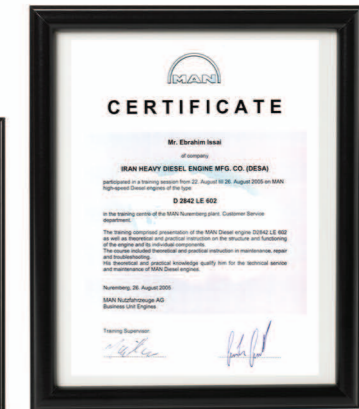 MAN
CERTIFICATE
Mr. Ebrahim Issai
of company
IRAN HEAVY DIESEL ENGINE MFG. CO. (DESA)
participated in a training session from 22. August till 26. August 2005 on MAN
high-speed Diesel engines of the type
D 2842 LE 602
in the training centre of the MAN Nuremberg plant, Customer Service
department.
The training comprised presentation of the MAN Diesel engine D2842 LE 602
as well as theoretical and practical instruction on the structure and functioning
of the engine and its individual components.
The course included theoretical and practical instruction in maintenance, repair
and troubleshooting.
His theoretical and practical knowledge qualify him for the technical service
and maintenance of MAN Diesel engines.
Nuremberg, 26. August 2005
MAN Nutzfahrzeuge AG
Business Unit Engines
Training Supervisor